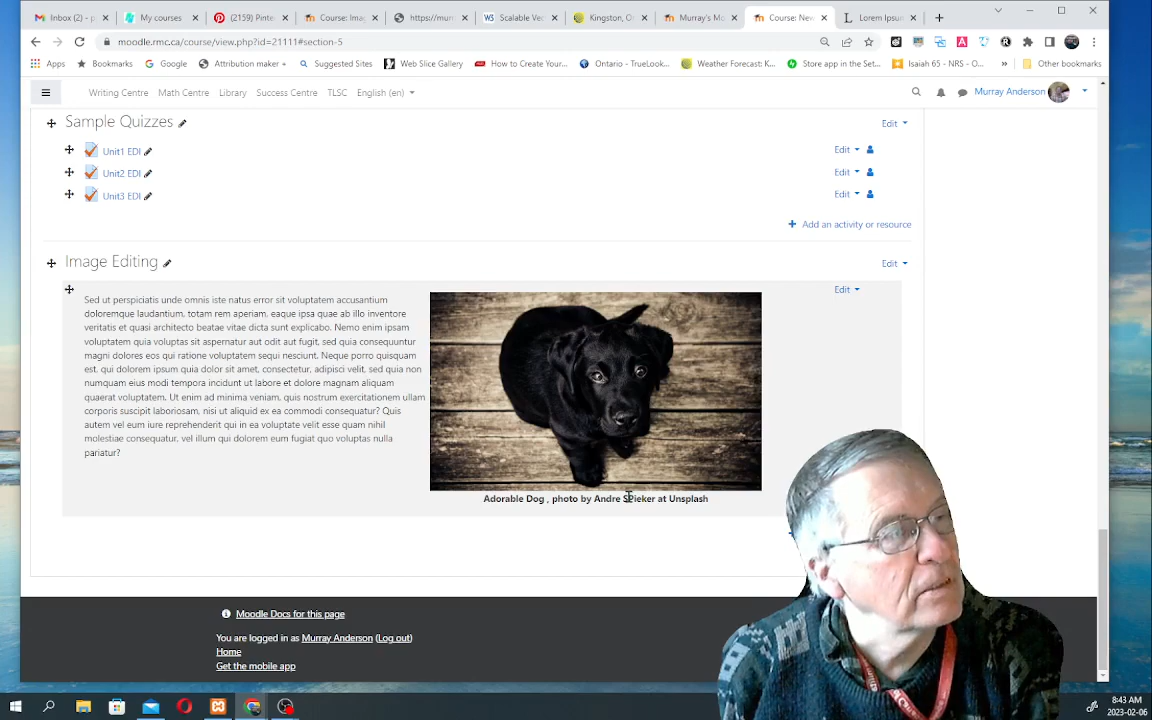 Inbox (2) - p
My courses
(2159) Pinte
Course: Ima
https://murr
Scalable Vec
Kingston, O
Murray's Mo
Course: New
Lorem Ipsu
moodle.rmc.ca/course/view.php?id=21111#section-5
Apps
Bookmarks
Google
Attribution maker +
Suggested Sites
Web Slice Gallery
How to Create Your...
Ontario - TrueLook...
Weather Forecast: K...
Store app in the Set...
Isaiah 65 - NRS - O...
»
Other bookmarks
Writing Centre Math Centre Library Success Centre TLSC English (en)
Murray Anderson
Sample Quizzes
Edit
Unit1 EDI
Edit
Unit2 EDI
Edit
Unit3 EDI
Edit
+ Add an activity or resource
Image Editing
Edit
Edit
Sed ut perspiciatis unde omnis iste natus error sit voluptatem accusantium
doloremque laudantium, totam rem aperiam, eaque ipsa quae ab illo inventore
veritatis et quasi architecto beatae vitae dicta sunt explicabo. Nemo enim ipsam
voluptatem quia voluptas sit aspernatur aut odit aut fugit, sed quia consequuntur
magni dolores eos qui ratione voluptatem sequi nesciunt. Neque porro quisquam
est, qui dolorem ipsum quia dolor sit amet, consectetur, adipisci velit, sed quia non
numquam eius modi tempora incidunt ut labore et dolore magnam aliquam
quaerat voluptatem. Ut enim ad minima veniam, quis nostrum exercitationem ullam
corporis suscipit laboriosam, nisi ut aliquid ex ea commodi consequatur? Quis
autem vel eum iure reprehenderit qui in ea voluptate velit esse quam nihil
molestiae consequatur, vel illum qui dolorem eum fugiat quo voluptas nulla
pariatur?
Adorable Dog , photo by Andre Spieker at Unsplash
Moodle Docs for this page
You are logged in as Murray Anderson (Log out)
Home
Get the mobile app
8:43 AM
2023-02-06